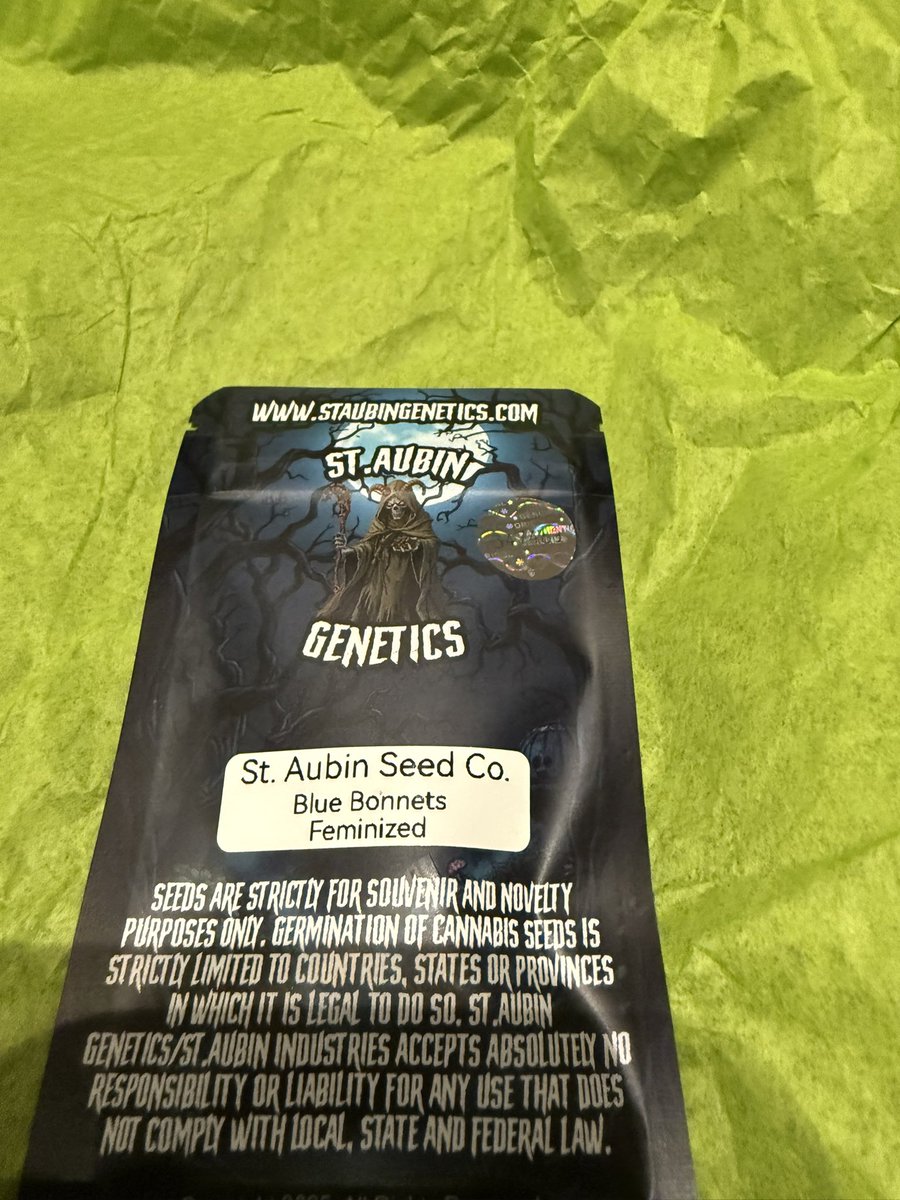 WWW.STAUBINGENETICS.COM
ST.AUBIN
GENETICS
St. Aubin Seed Co.
Blue Bonnets
Feminized
SEEDS ARE STRICTLY FOR SOUVENIR AND NOVELTY
PURPOSES ONLY. GERMINATION OF CANNABIS SEEDS IS
STRICTLY LIMITED TO COUNTRIES, STATES OR PROVINCES
IN WHICH IT IS LEGAL TO DO SO. ST.AUBIN
GENETICS/ST.AUBIN INDUSTRIES ACCEPTS ABSOLUTELY NO
RESPONSIBILITY OR LIABILITY FOR ANY USE THAT DOES
NOT COMPLY WITH LOCAL, STATE AND FEDERAL LAW.